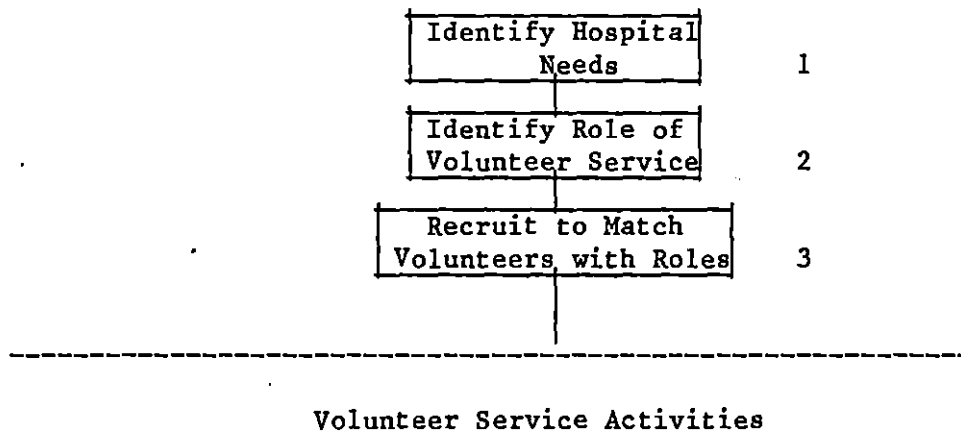 Identify Hospital
Needs 1
Identify Role of
Volunteer Service 2
Recruit to Match
Volunteers with Roles 3
Volunteer Service Activities